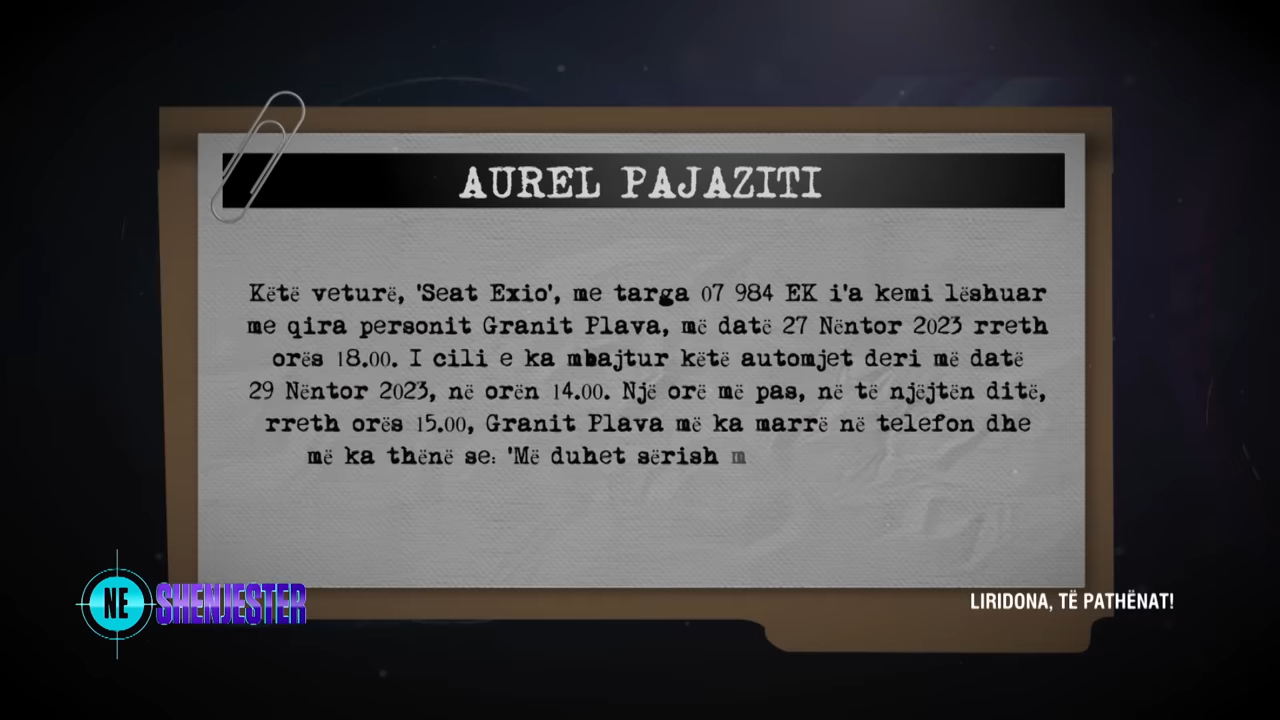 AUREL PAJAZITI
Këtë veturë, 'Seat Exio', me targa 07 984 EK i'a kemi lëshuar
me qira personit Granit Plava, më datë 27 Nëntor 2023 rreth
orës 18.00. I cili e ka mbajtur këtë automjet deri më datë
29 Nëntor 2023, në orën 14.00. Një orë më pas, në të njëjtën ditë,
rreth orës 15.00, Granit Plava më ka marrë në telefon dhe
më ka thënë se: 'Më duhet sërish m
NE SHENJESTER
LIRIDONA, TË PATHËNAT!